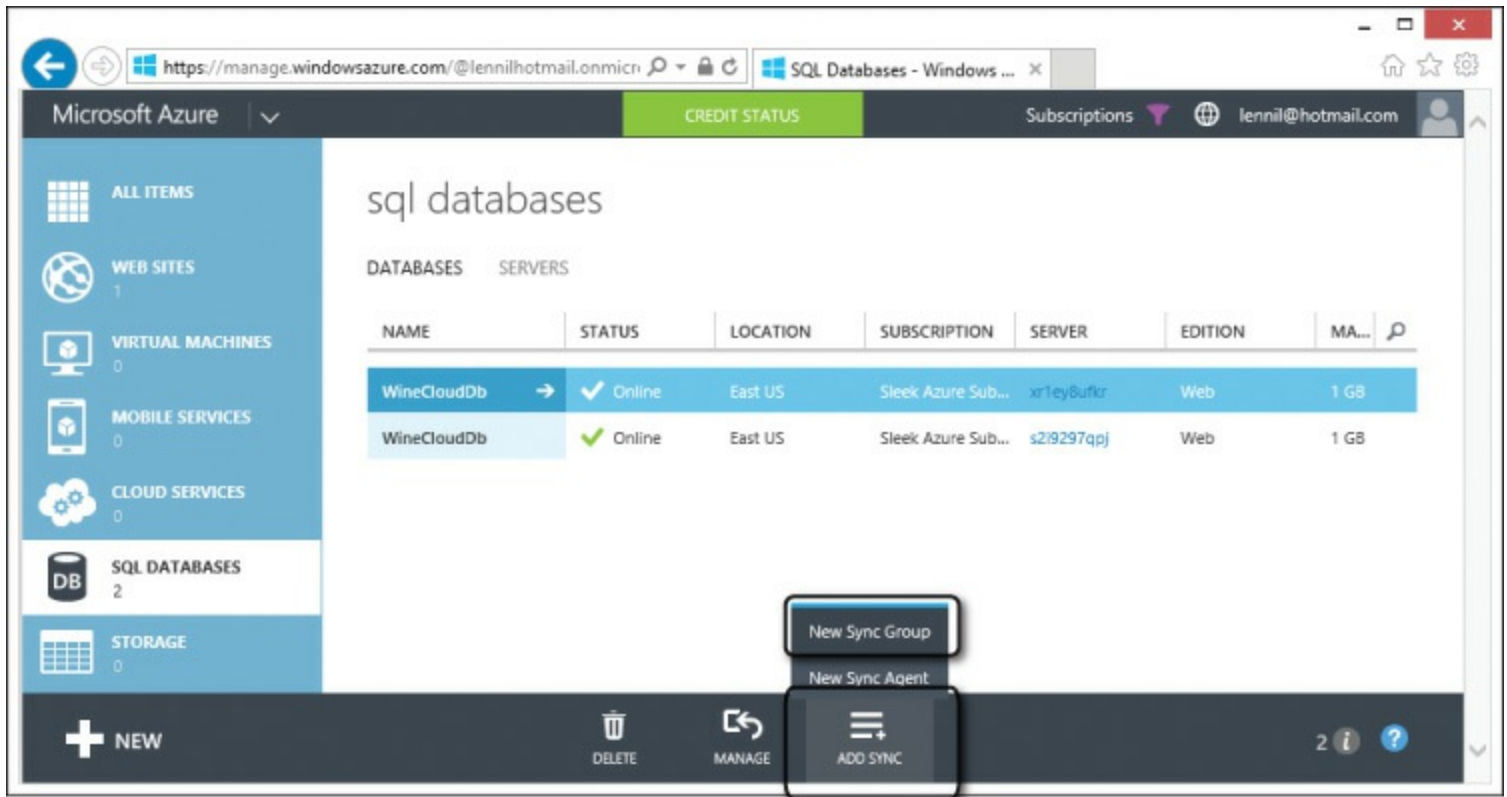 https://manage.windowsazure.com/@lennilhotmail.onmicr
SQL Databases - Windows ...
Microsoft Azure
CREDIT STATUS
Subscriptions
lennil@hotmail.com
ALL ITEMS
WEB SITES
1
VIRTUAL MACHINES
0
MOBILE SERVICES
0
CLOUD SERVICES
0
DB
SQL DATABASES
2
STORAGE
0
sql databases
DATABASES SERVERS
NAME STATUS LOCATION SUBSCRIPTION SERVER EDITION MA...
WineCloudDb Online East US Sleek Azure Sub... xr1ey8ufkr Web 1 GB
WineCloudDb Online East US Sleek Azure Sub... s2i9297qpj Web 1 GB
New Sync Group
New Sync Agent
NEW
DELETE
MANAGE
ADD SYNC
2 i ?